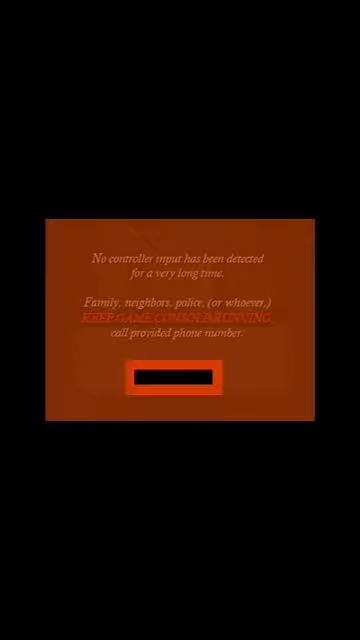 No controller input has been detected
for a very long time.
Family, neighbors, police, (or whoever,)
KEEP GAME CONSOLE RUNNING
call provided phone number.